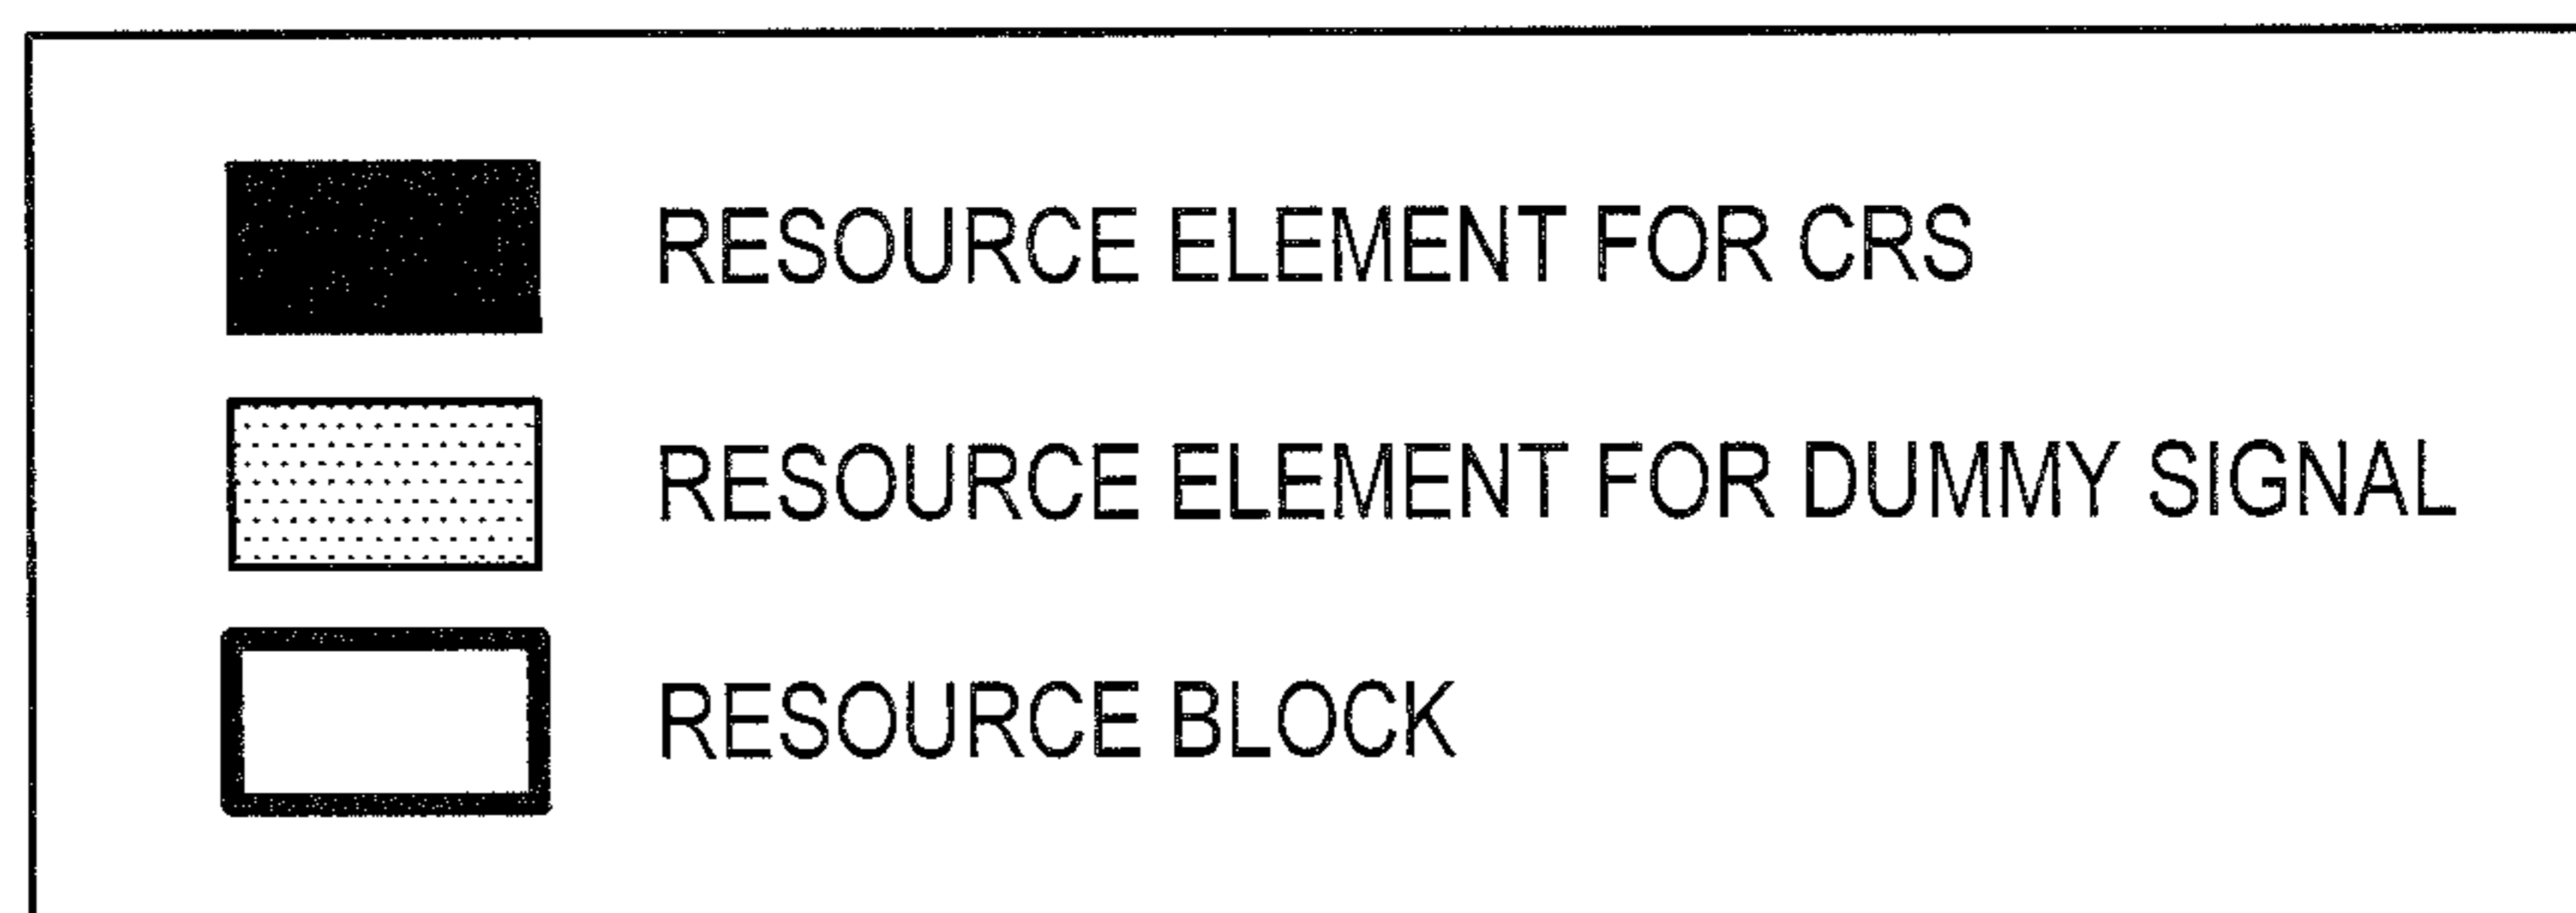 RESOURCE ELEMENT FOR CRS
RESOURCE ELEMENT FOR DUMMY SIGNAL
RESOURCE BLOCK